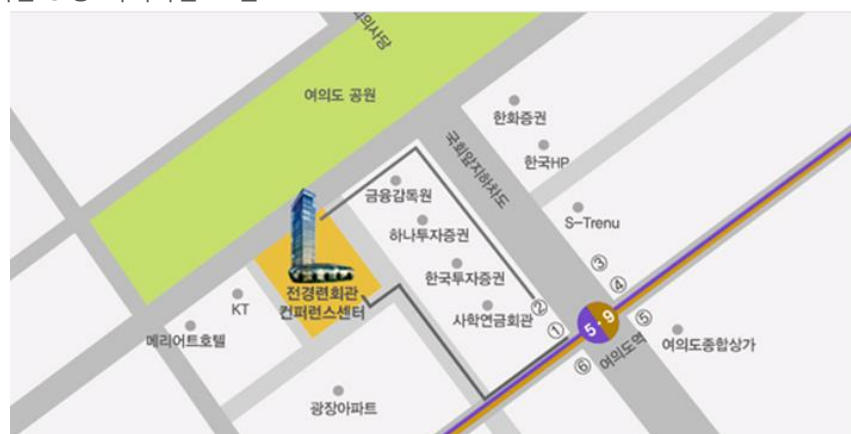 여의도 공원
한화증권
한국HP
국회앞지하차도
금융감독원
하나투자증권
S-Trenu
한국투자증권
전경련회관
컨퍼런스센터
사학연금회관
KT
메리어트호텔
광장아파트
①
②
③
④
⑤
⑥
5·9
여의도역
여의도종합상가